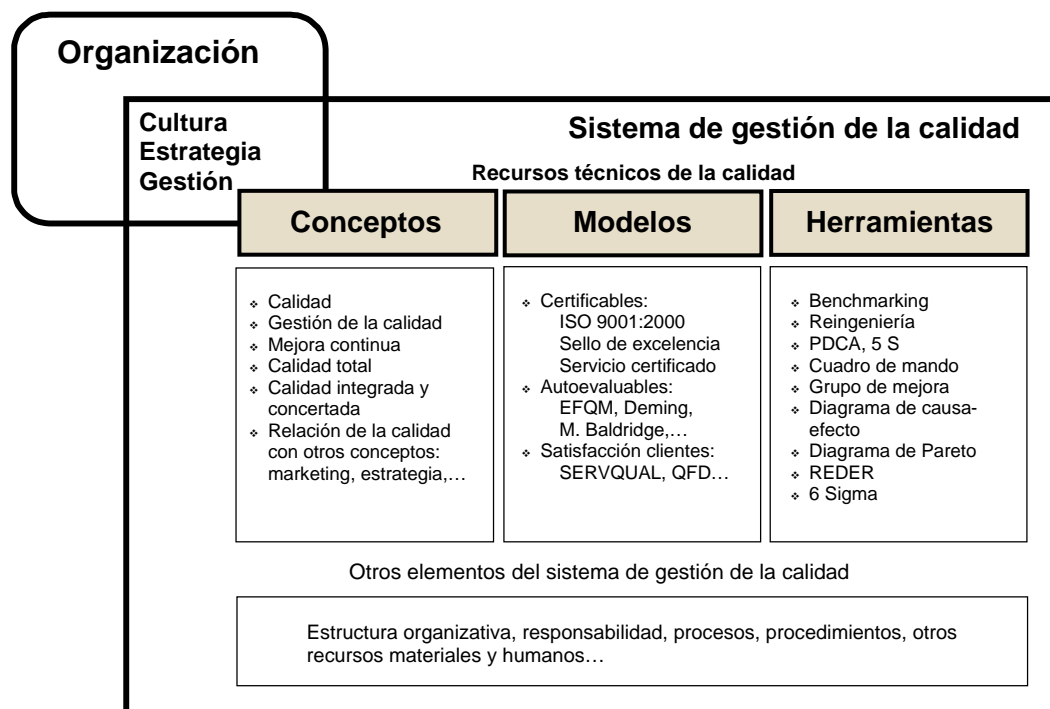 Organización
Cultura
Estrategia
Gestión
Sistema de gestión de la calidad
Recursos técnicos de la calidad
Conceptos
❖ Calidad
❖ Gestión de la calidad
❖ Mejora continua
❖ Calidad total
❖ Calidad integrada y
concertada
❖ Relación de la calidad
con otros conceptos:
marketing, estrategia,…
Modelos
❖ Certificables:
ISO 9001:2000
Sello de excelencia
Servicio certificado
❖ Autoevaluables:
EFQM, Deming,
M. Baldridge,…
❖ Satisfacción clientes:
SERVQUAL, QFD…
Herramientas
❖ Benchmarking
❖ Reingeniería
❖ PDCA, 5 S
❖ Cuadro de mando
❖ Grupo de mejora
❖ Diagrama de causa-
efecto
❖ Diagrama de Pareto
❖ REDER
❖ 6 Sigma
Otros elementos del sistema de gestión de la calidad
Estructura organizativa, responsabilidad, procesos, procedimientos, otros
recursos materiales y humanos…